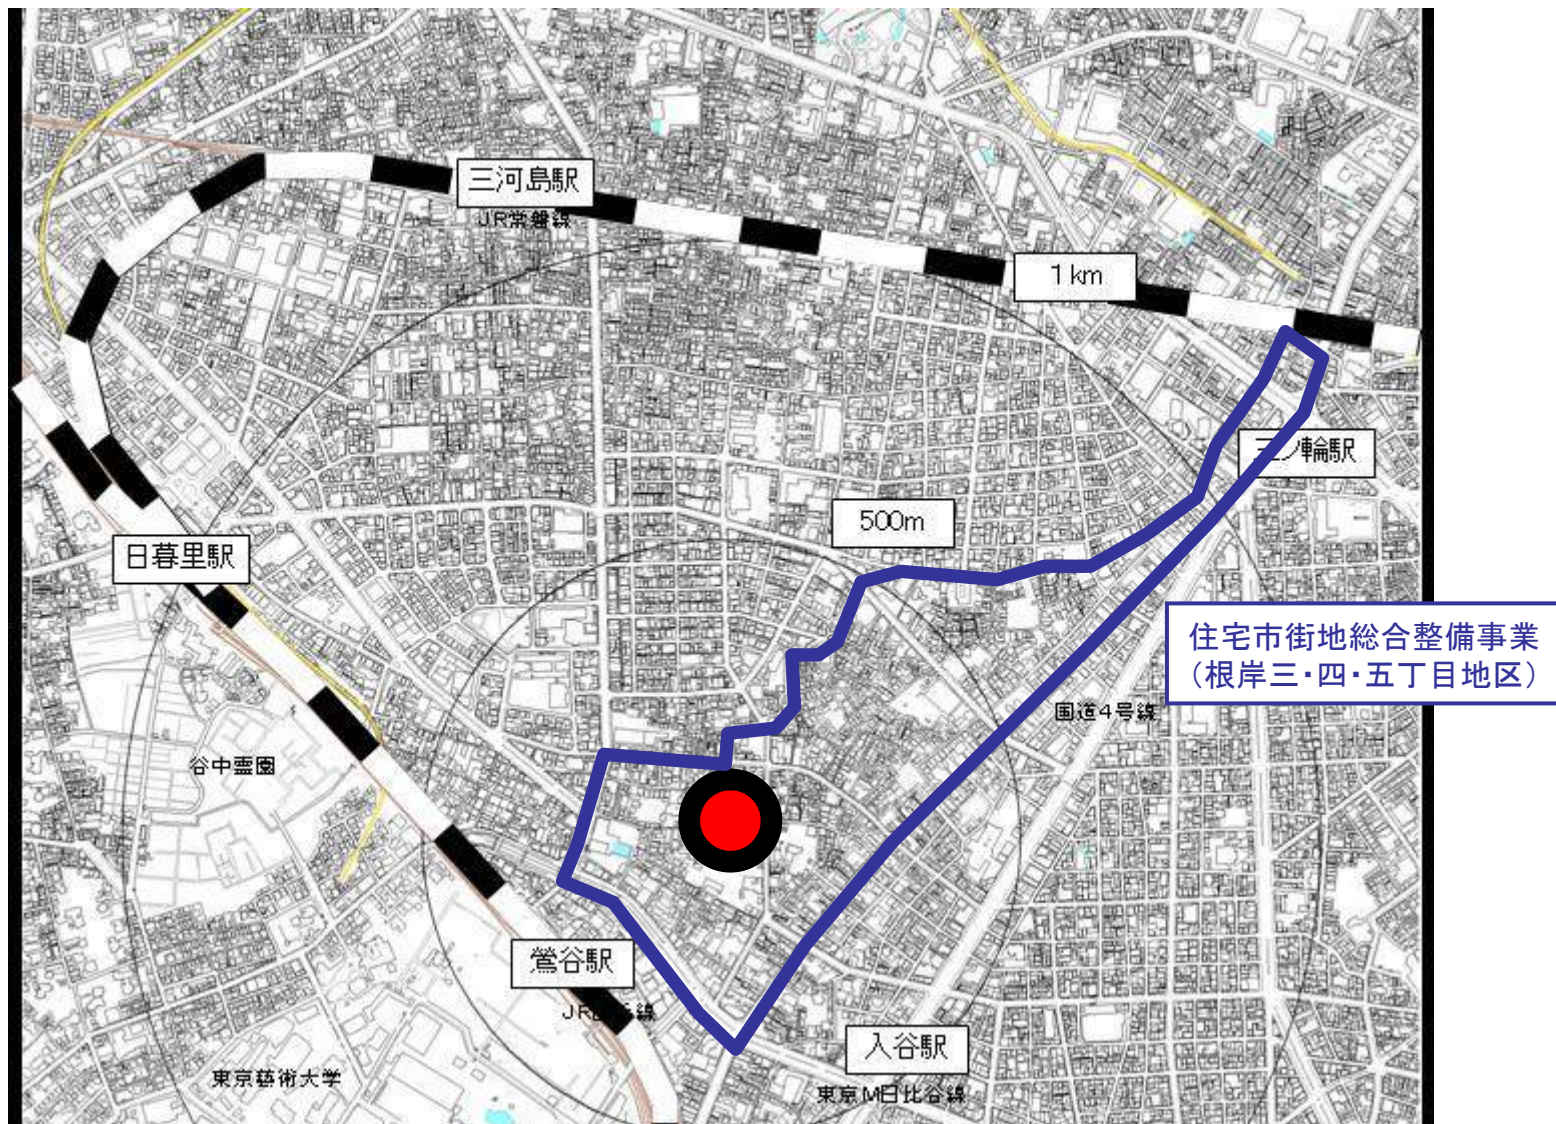 三河島駅
JR常磐線
1km
三ノ輪駅
500m
日暮里駅
住宅市街地総合整備事業
（根岸三・四・五丁目地区）
国道4号線
谷中霊園
鶯谷駅
入谷駅
東京藝術大学
東京M日比谷線